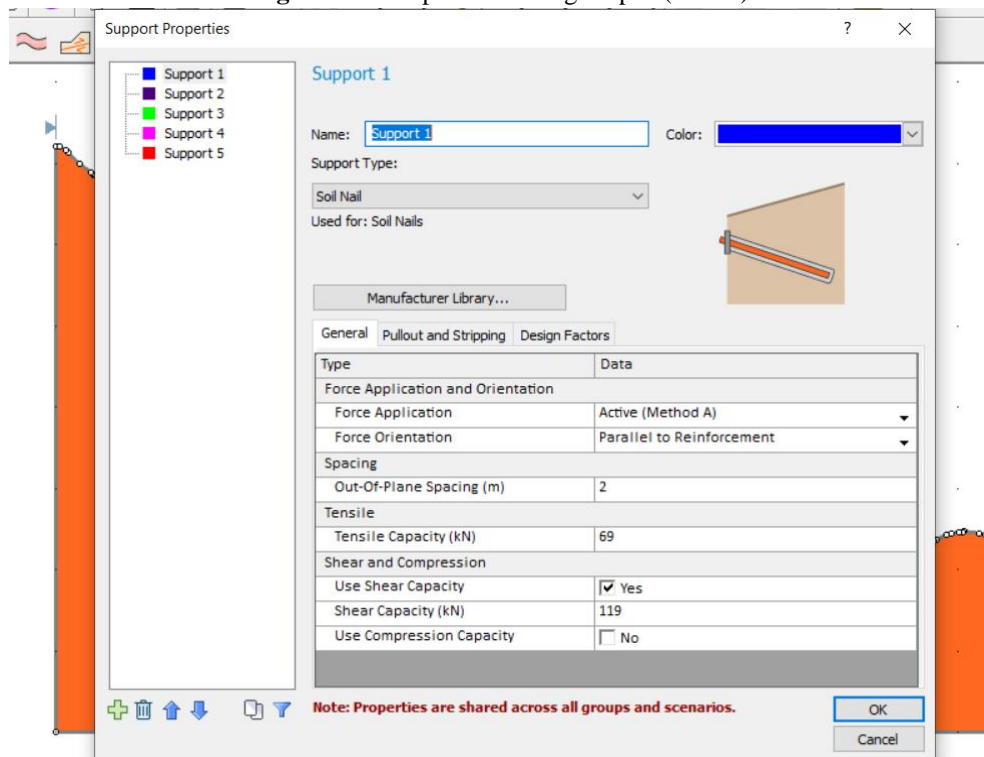 Support Properties
?
Support 1
Support 2
Support 3
Support 4
Support 5
Support 1
Name: Support 1 Color:
Support Type:
Soil Nail
Used for: Soil Nails
Manufacturer Library...
General Pullout and Stripping Design Factors
Type Data
Force Application and Orientation
Force Application Active (Method A)
Force Orientation Parallel to Reinforcement
Spacing
Out-Of-Plane Spacing (m) 2
Tensile
Tensile Capacity (kN) 69
Shear and Compression
Use Shear Capacity Yes
Shear Capacity (kN) 119
Use Compression Capacity No
Note: Properties are shared across all groups and scenarios.
OK
Cancel